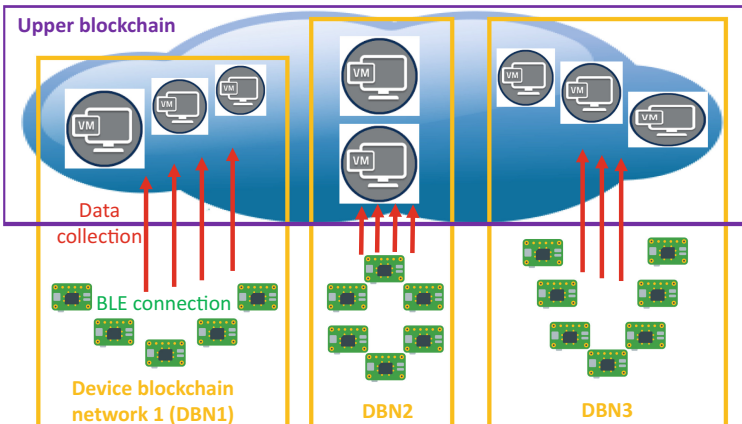 Upper blockchain
VM
VM
VM
VM
VM
VM
VM
VM
Data
collection
BLE connection
Device blockchain
network 1 (DBN1)
DBN2
DBN3